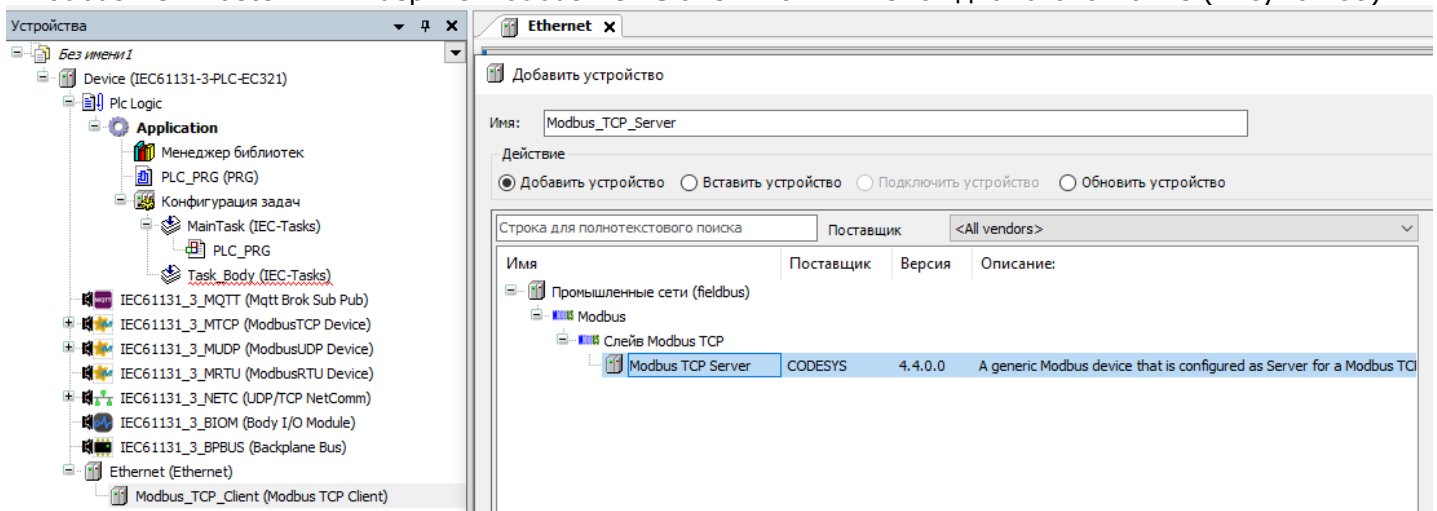 Устройства
Без имени1
Device (IEC61131-3-PLC-EC321)
Plc Logic
Application
Менеджер библиотек
PLC_PRG (PRG)
Конфигурация задач
MainTask (IEC-Tasks)
PLC_PRG
Task_Body (IEC-Tasks)
IEC61131_3_MQTT (Mqtt Brok Sub Pub)
IEC61131_3_MTCP (ModbusTCP Device)
IEC61131_3_MUDP (ModbusUDP Device)
IEC61131_3_MRTU (ModbusRTU Device)
IEC61131_3_NETC (UDP/TCP NetComm)
IEC61131_3_BIOM (Body I/O Module)
IEC61131_3_BPBUS (Backplane Bus)
Ethernet (Ethernet)
Modbus_TCP_Client (Modbus TCP Client)
Ethernet
Добавить устройство
Имя: Modbus_TCP_Server
Действие
Добавить устройство Вставить устройство Подключить устройство Обновить устройство
Строка для полнотекстового поиска Поставщик <All vendors>
Имя Поставщик Версия Описание:
Промышленные сети (fieldbus)
Modbus
Слейв Modbus TCP
Modbus TCP Server CODESYS 4.4.0.0 A generic Modbus device that is configured as Server for a Modbus